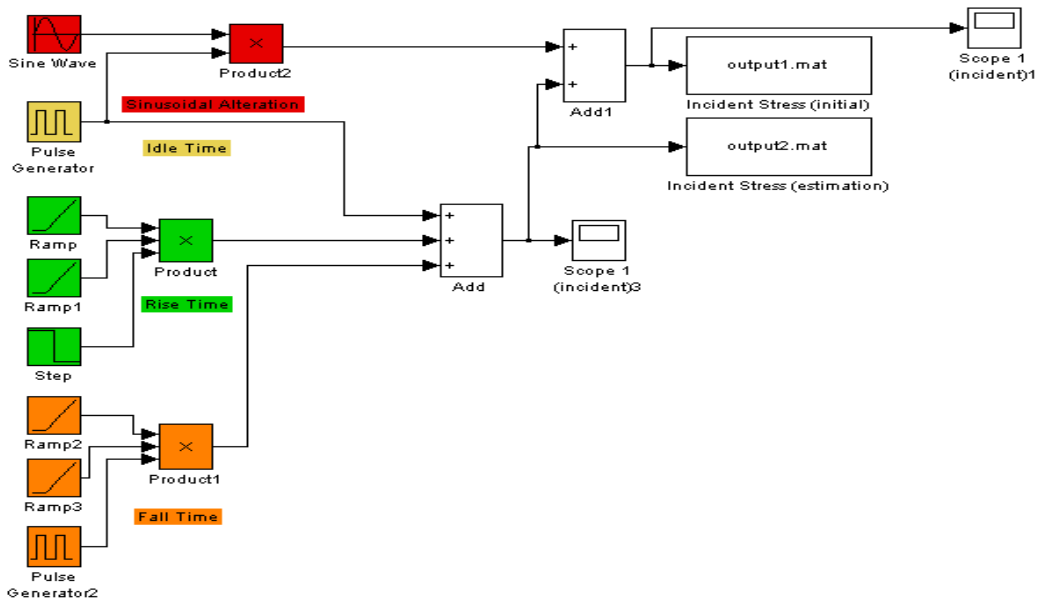 Sine Wave
×
Product2
Sinusoidal Alteration
Pulse
Generator
Idle Time
Ramp
Ramp1
×
Product
Rise Time
Step
Ramp2
Ramp3
×
Product1
Fall Time
Pulse
Generator2
+
+
+
Add
+
+
Add1
Scope 1
(incident)1
output1.mat
Incident Stress (initial)
output2.mat
Incident Stress (estimation)
Scope 1
(incident)3